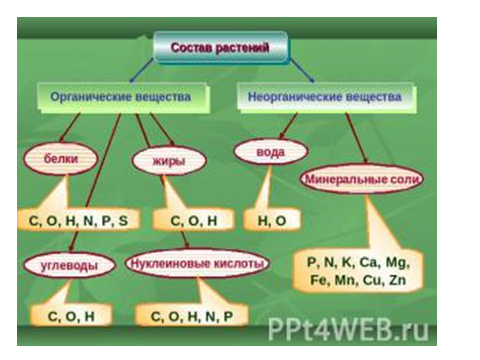 Состав растений
Органические вещества
Неорганические вещества
белки
жиры
вода
Минеральные соли
C, O, H, N, P, S
C, O, H
H, O
углеводы
Нуклеиновые кислоты
P, N, K, Ca, Mg,
Fe, Mn, Cu, Zn
C, O, H
C, O, H, N, P
PPt4WEB.ru